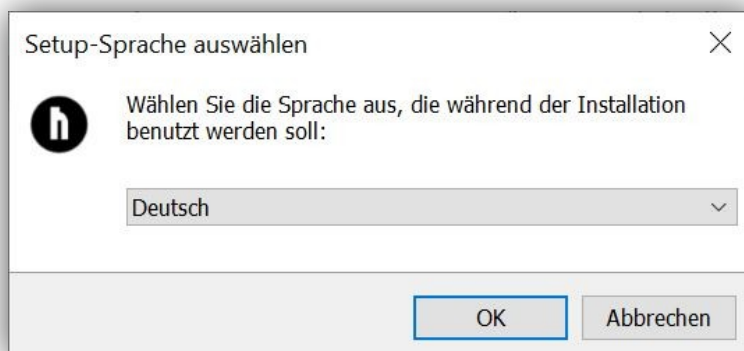 Setup-Sprache auswählen
h
Wählen Sie die Sprache aus, die während der Installation
benutzt werden soll:
Deutsch
OK
Abbrechen